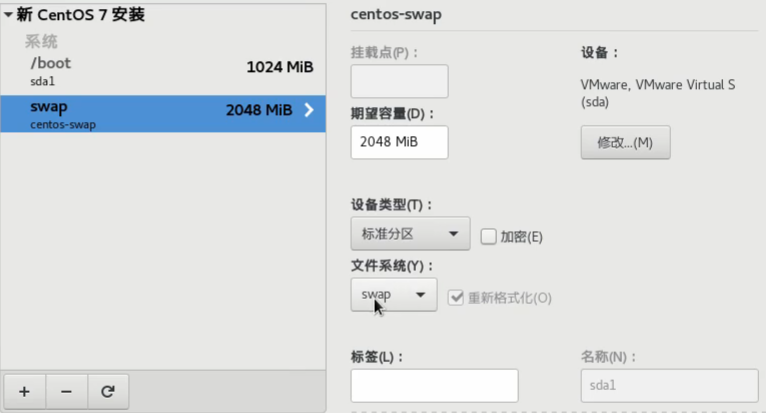 新 CentOS 7 安装
系统
/boot
1024 MiB
sda1
swap
2048 MiB
centos-swap
centos-swap
挂载点(P)：
设备：
VMware, VMware Virtual S
(sda)
期望容量(D)：
2048 MiB
修改...(M)
设备类型(T)：
标准分区
加密(E)
文件系统(Y)：
swap
重新格式化(O)
标签(L)：
名称(N)：
sda1